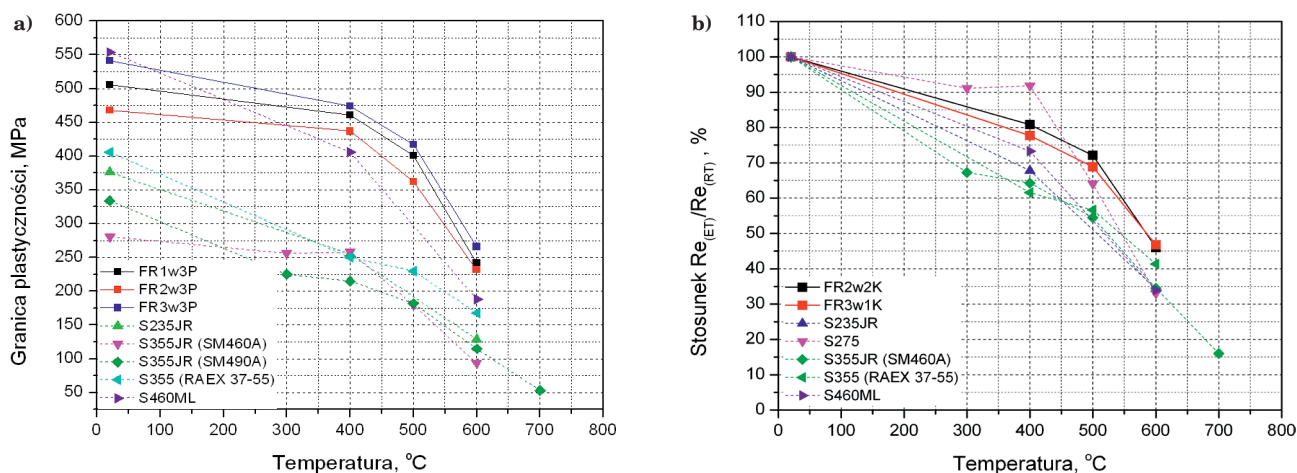 a)
Granica plastyczności, MPa
600
550
500
450
400
350
300
250
200
150
100
50
FR1w3P
FR2w3P
FR3w3P
S235JR
S355JR (SM460A)
S355JR (SM490A)
S355 (RAEX 37-55)
S460ML
0 100 200 300 400 500 600 700 800
Temperatura, °C
b)
Stosunek Re(ET)/Re(RT) , %
110
100
90
80
70
60
50
40
30
20
10
0
FR2w2K
FR3w1K
S235JR
S275
S355JR (SM460A)
S355 (RAEX 37-55)
S460ML
0 100 200 300 400 500 600 700 800
Temperatura, °C